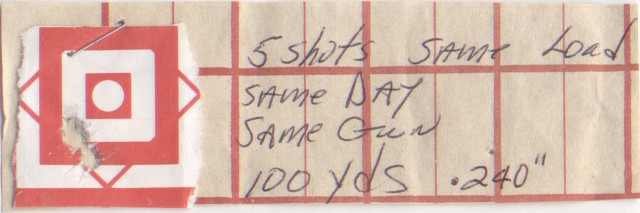 5 shots same Load
same DAY
same Gun
100 yds .240"